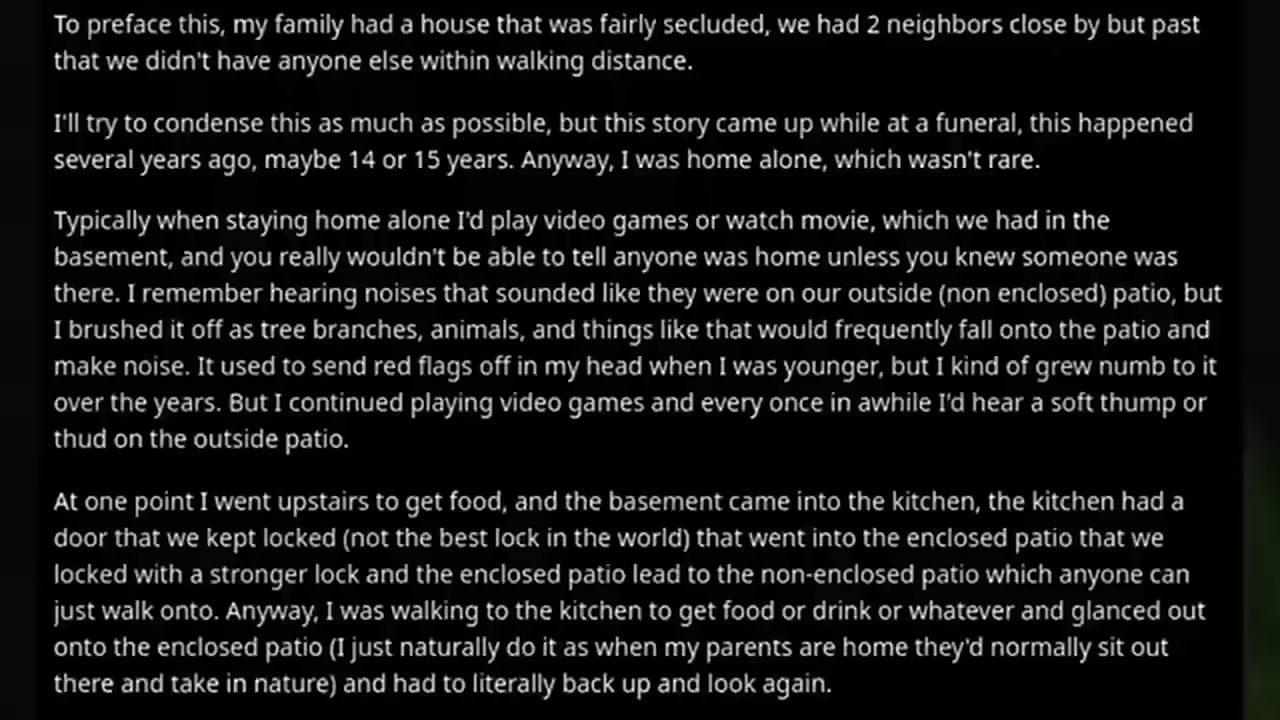 To preface this, my family had a house that was fairly secluded, we had 2 neighbors close by but past
that we didn't have anyone else within walking distance.
I'll try to condense this as much as possible, but this story came up while at a funeral, this happened
several years ago, maybe 14 or 15 years. Anyway, I was home alone, which wasn't rare.
Typically when staying home alone I'd play video games or watch movie, which we had in the
basement, and you really wouldn't be able to tell anyone was home unless you knew someone was
there. I remember hearing noises that sounded like they were on our outside (non enclosed) patio, but
I brushed it off as tree branches, animals, and things like that would frequently fall onto the patio and
make noise. It used to send red flags off in my head when I was younger, but I kind of grew numb to it
over the years. But I continued playing video games and every once in awhile I'd hear a soft thump or
thud on the outside patio.
At one point I went upstairs to get food, and the basement came into the kitchen, the kitchen had a
door that we kept locked (not the best lock in the world) that went into the enclosed patio that we
locked with a stronger lock and the enclosed patio lead to the non-enclosed patio which anyone can
just walk onto. Anyway, I was walking to the kitchen to get food or drink or whatever and glanced out
onto the enclosed patio (I just naturally do it as when my parents are home they'd normally sit out
there and take in nature) and had to literally back up and look again.